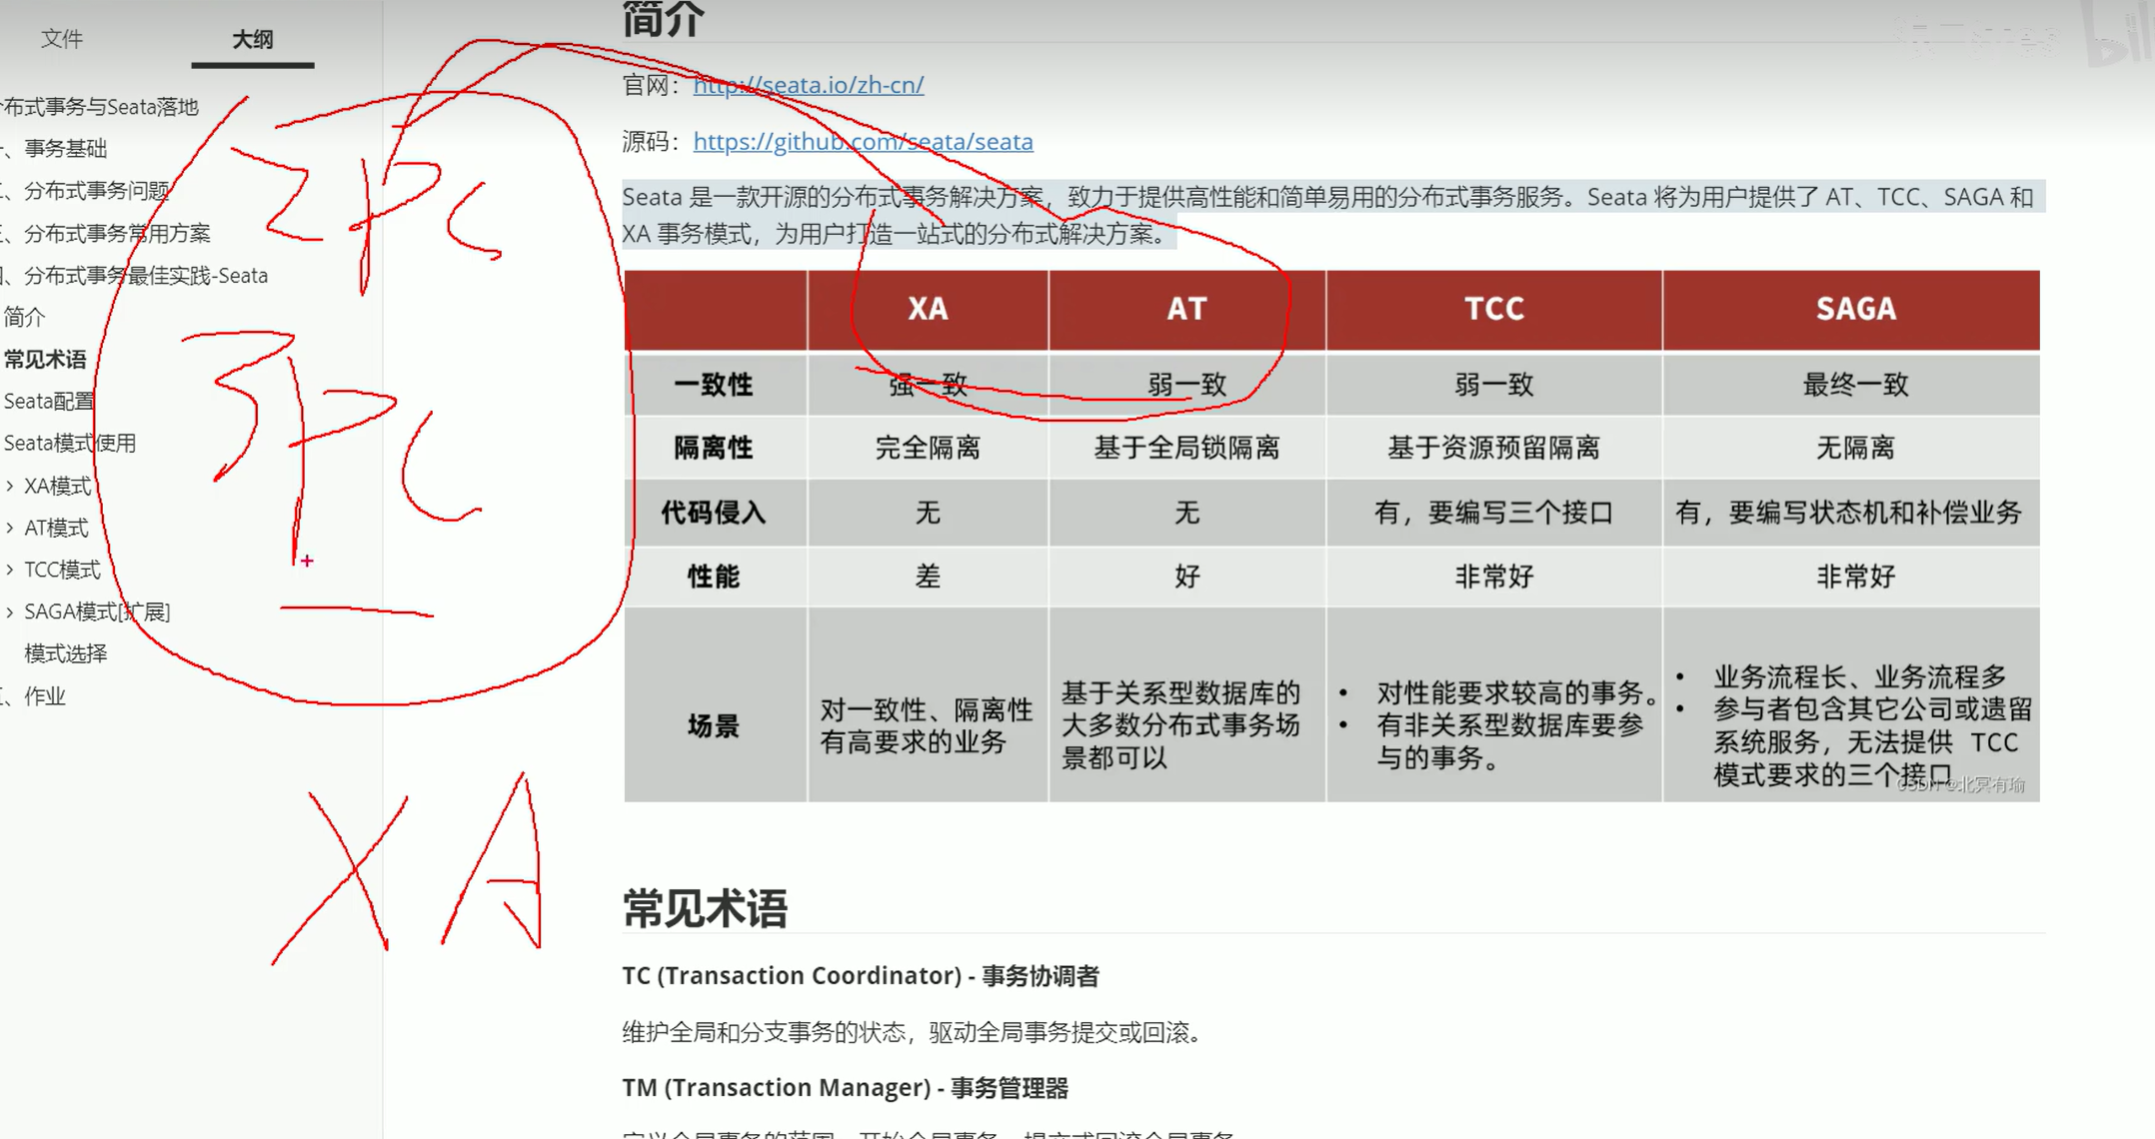 文件 大纲
布式事务与Seata落地
、事务基础
、分布式事务问题
、分布式事务常用方案
、分布式事务最佳实践-Seata
简介
常见术语
Seata配置
Seata模式使用
XA模式
AT模式
TCC模式
SAGA模式[扩展]
模式选择
、作业
2PC
3PC
XA
简介
官网：http://seata.io/zh-cn/
源码：https://github.com/seata/seata
Seata 是一款开源的分布式事务解决方案，致力于提供高性能和简单易用的分布式事务服务。Seata 将为用户提供了 AT、TCC、SAGA 和
XA 事务模式，为用户打造一站式的分布式解决方案。
XA AT TCC SAGA
一致性 强一致 弱一致 弱一致 最终一致
隔离性 完全隔离 基于全局锁隔离 基于资源预留隔离 无隔离
代码侵入 无 无 有，要编写三个接口 有，要编写状态机和补偿业务
性能 差 好 非常好 非常好
场景
对一致性、隔离性
有高要求的业务
基于关系型数据库的
大多数分布式事务场
景都可以
• 对性能要求较高的事务。
• 有非关系型数据库要参
与的事务。
• 业务流程长、业务流程多
• 参与者包含其它公司或遗留
系统服务，无法提供 TCC
模式要求的三个接口
CSDN @北冥有瑜
常见术语
TC (Transaction Coordinator) - 事务协调者
维护全局和分支事务的状态，驱动全局事务提交或回滚。
TM (Transaction Manager) - 事务管理器